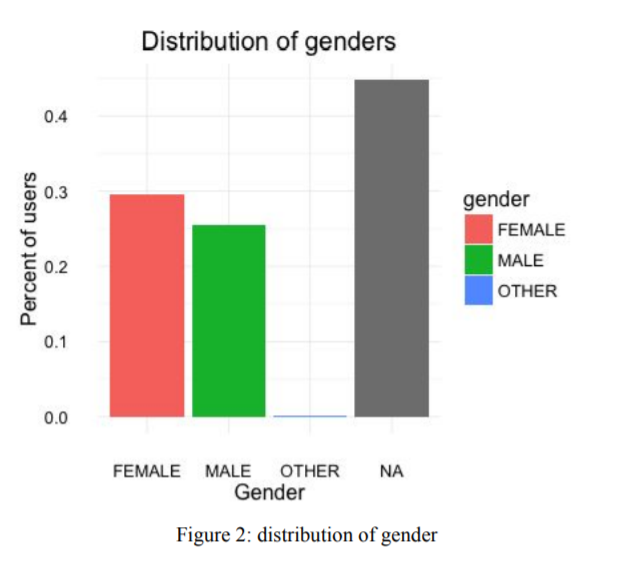 Distribution of genders
Percent of users
0.4
0.3
0.2
0.1
0.0
FEMALE MALE OTHER NA
Gender
gender
FEMALE
MALE
OTHER
Figure 2: distribution of gender